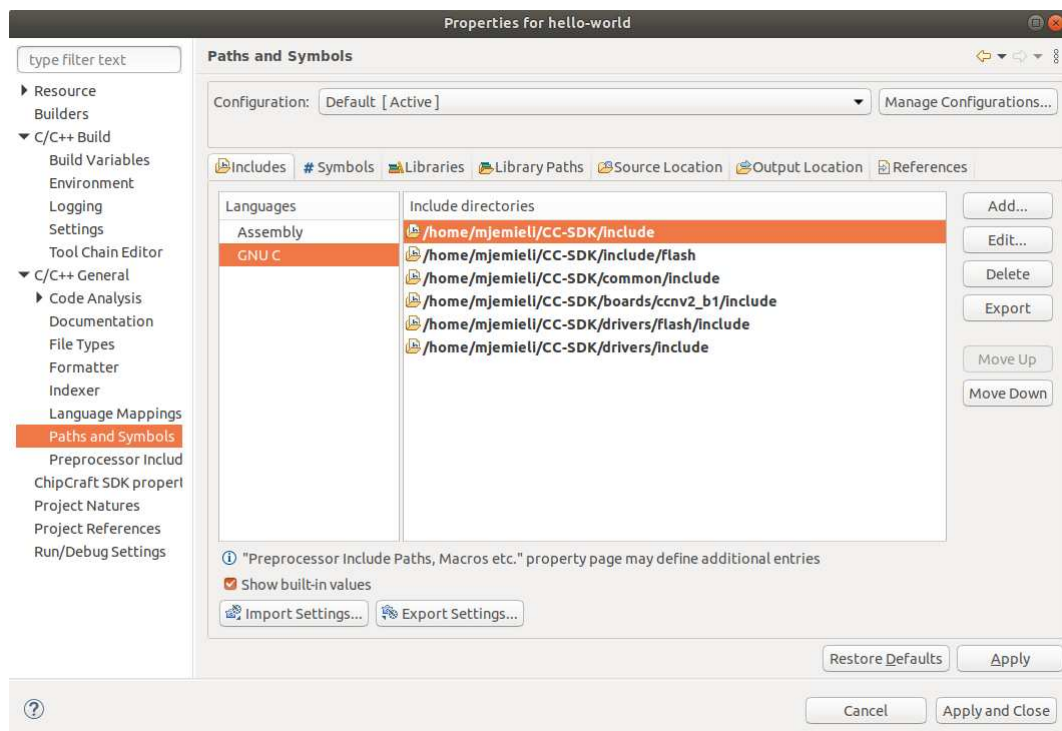 Properties for hello-world
type filter text
Resource
Builders
C/C++ Build
Build Variables
Environment
Logging
Settings
Tool Chain Editor
C/C++ General
Code Analysis
Documentation
File Types
Formatter
Indexer
Language Mappings
Paths and Symbols
Preprocessor Includ
ChipCraft SDK propert
Project Natures
Project References
Run/Debug Settings
Paths and Symbols
Configuration: Default [Active] Manage Configurations...
Includes # Symbols Libraries Library Paths Source Location Output Location References
Languages
Assembly
GNU C
Include directories
/home/mjemieli/CC-SDK/include
/home/mjemieli/CC-SDK/include/flash
/home/mjemieli/CC-SDK/common/include
/home/mjemieli/CC-SDK/boards/ccnv2_b1/include
/home/mjemieli/CC-SDK/drivers/flash/include
/home/mjemieli/CC-SDK/drivers/include
Add...
Edit...
Delete
Export
Move Up
Move Down
"Preprocessor Include Paths, Macros etc." property page may define additional entries
Show built-in values
Import Settings... Export Settings...
Restore Defaults Apply
? Cancel Apply and Close